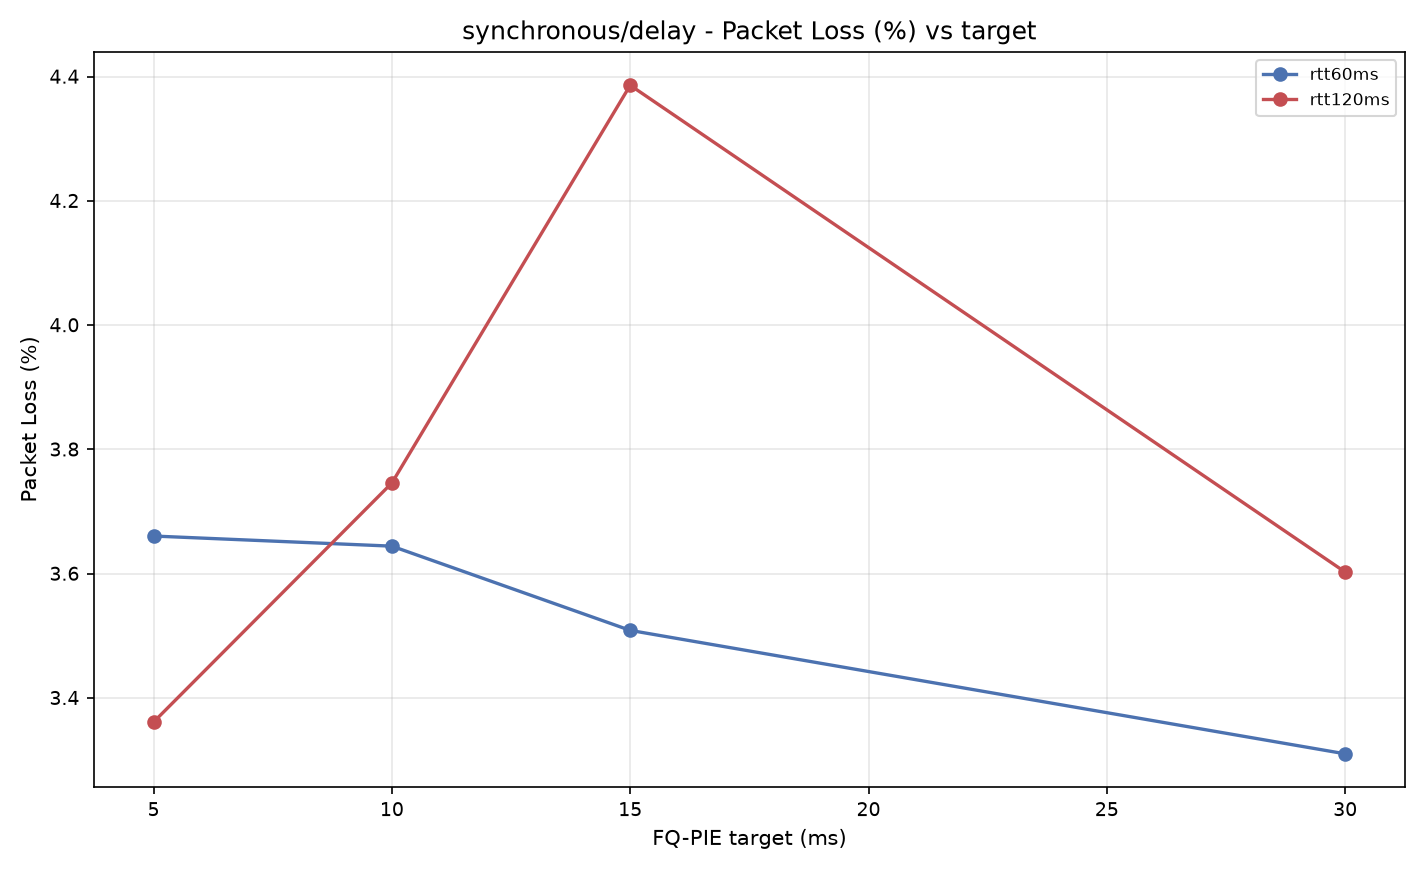 synchronous/delay - Packet Loss (%) vs target
rtt60ms
rtt120ms
Packet Loss (%)
4.4
4.2
4.0
3.8
3.6
3.4
5 10 15 20 25 30
FQ-PIE target (ms)